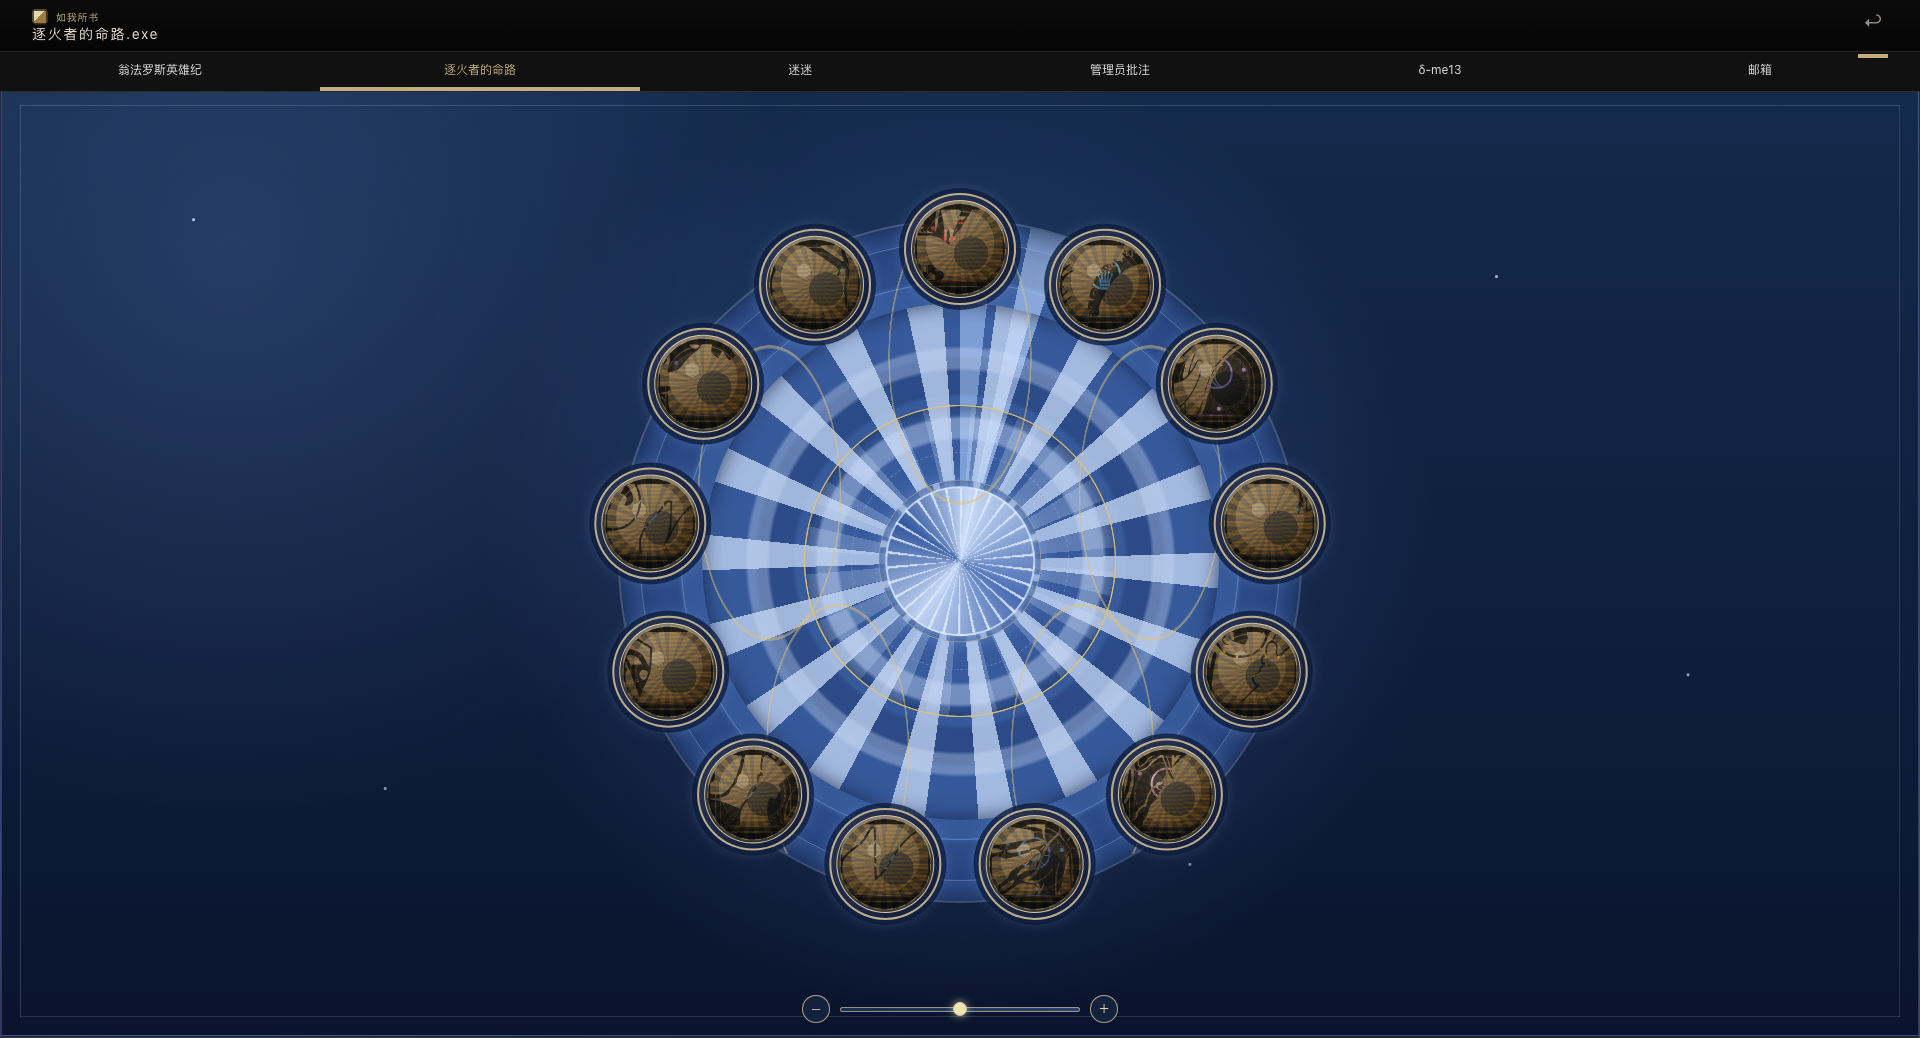 如我所书
逐火者的命路.exe
翁法罗斯英雄纪
逐火者的命路
迷迷
管理员批注
δ-me13
邮箱